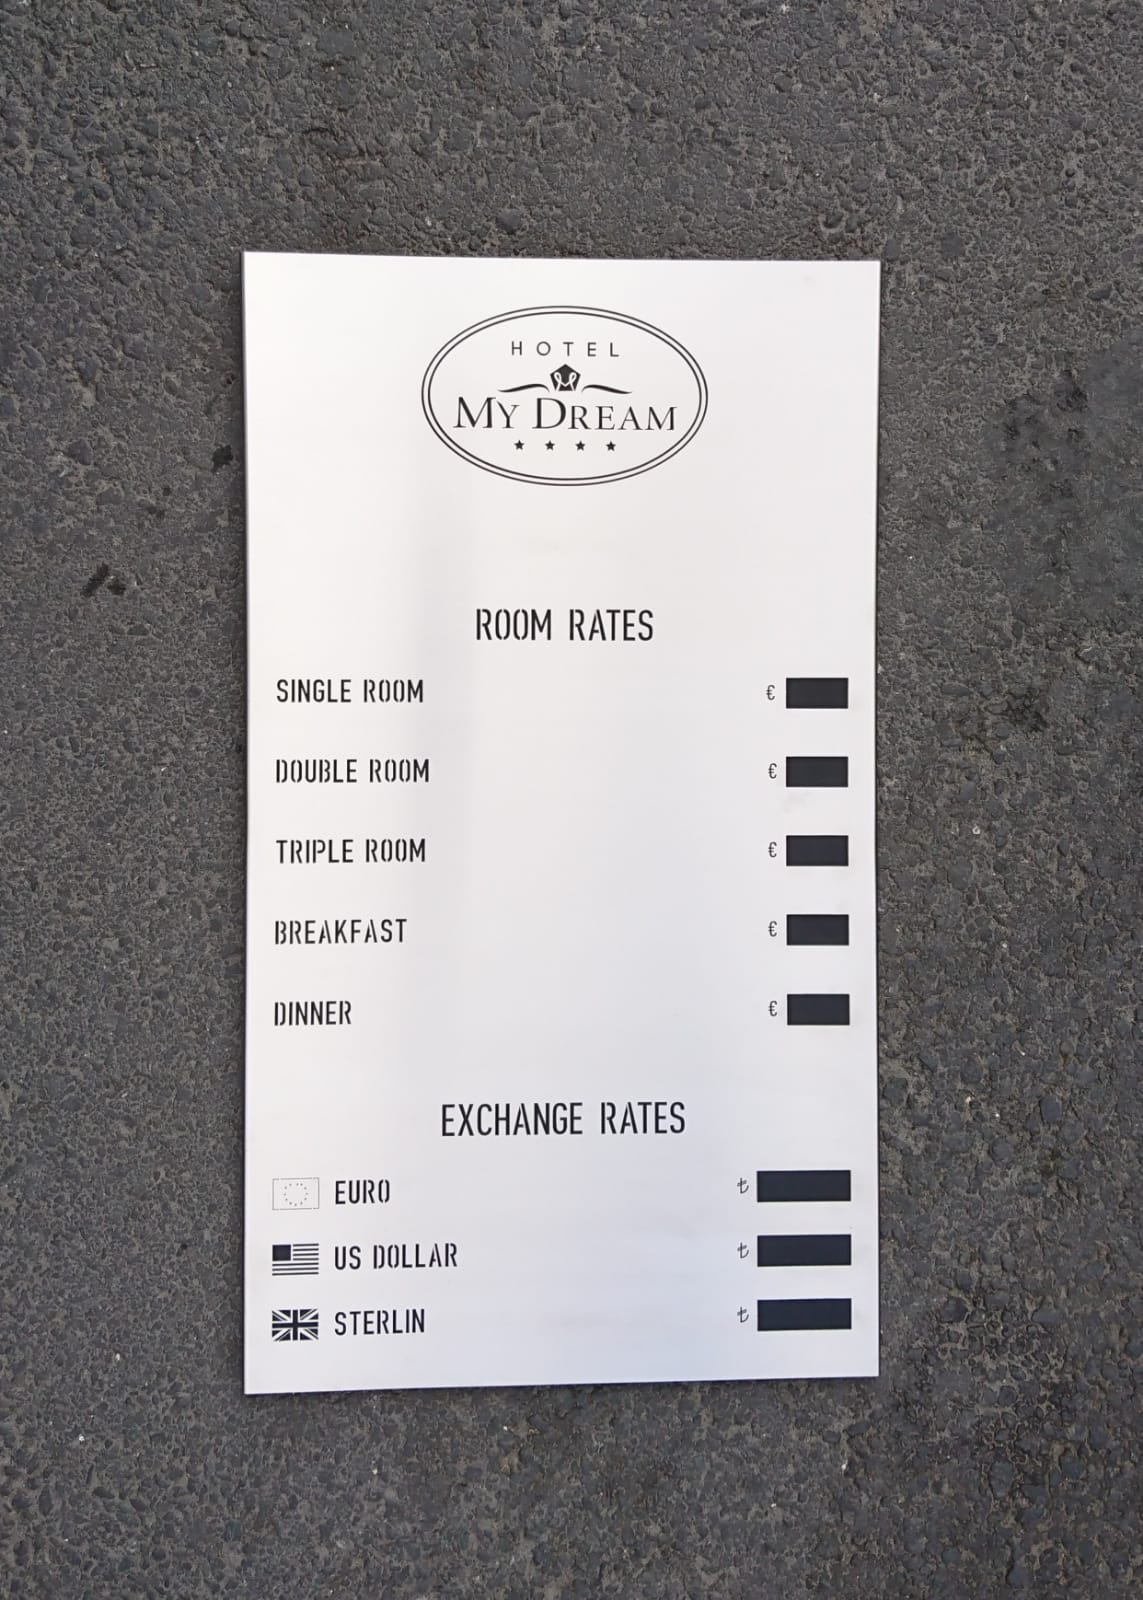 HOTEL
MY DREAM
ROOM RATES
SINGLE ROOM €
DOUBLE ROOM €
TRIPLE ROOM €
BREAKFAST €
DINNER €
EXCHANGE RATES
EURO ₺
US DOLLAR ₺
STERLIN ₺